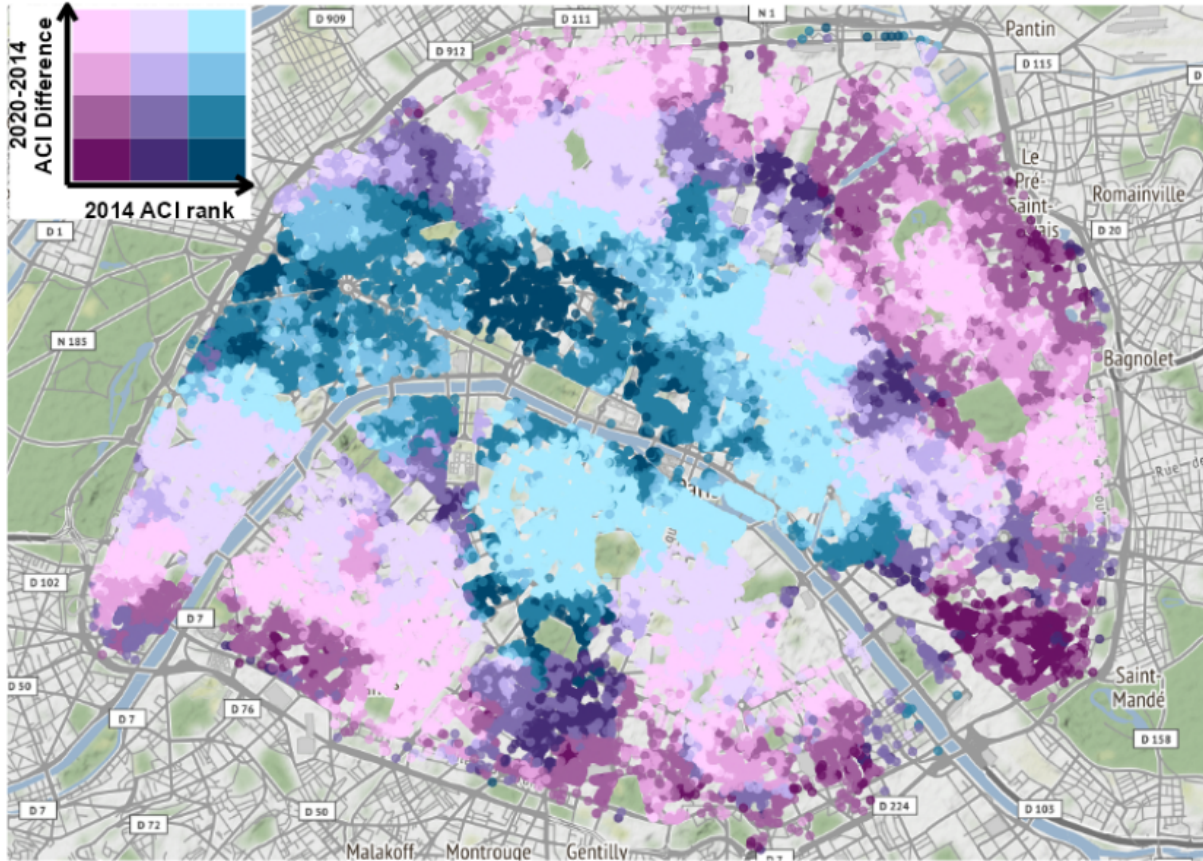 2020-2014
ACI Difference
2014 ACI rank
D 909
D 111
N 1
Pantin
D 912
D 115
Le
Pré-
Saint-
Romainville
D 1
D 20
N 185
Bagnolet
D 102
D 7
Saint-
Mandé
D 50
D 7
D 76
D 158
D 7
D 50
D 224
D 103
D 72
Malakoff
Montrouge
Gentilly